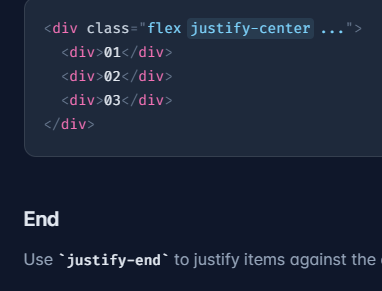 <div class="flex justify-center ...">
<div>01</div>
<div>02</div>
<div>03</div>
</div>
End
Use `justify-end` to justify items against the